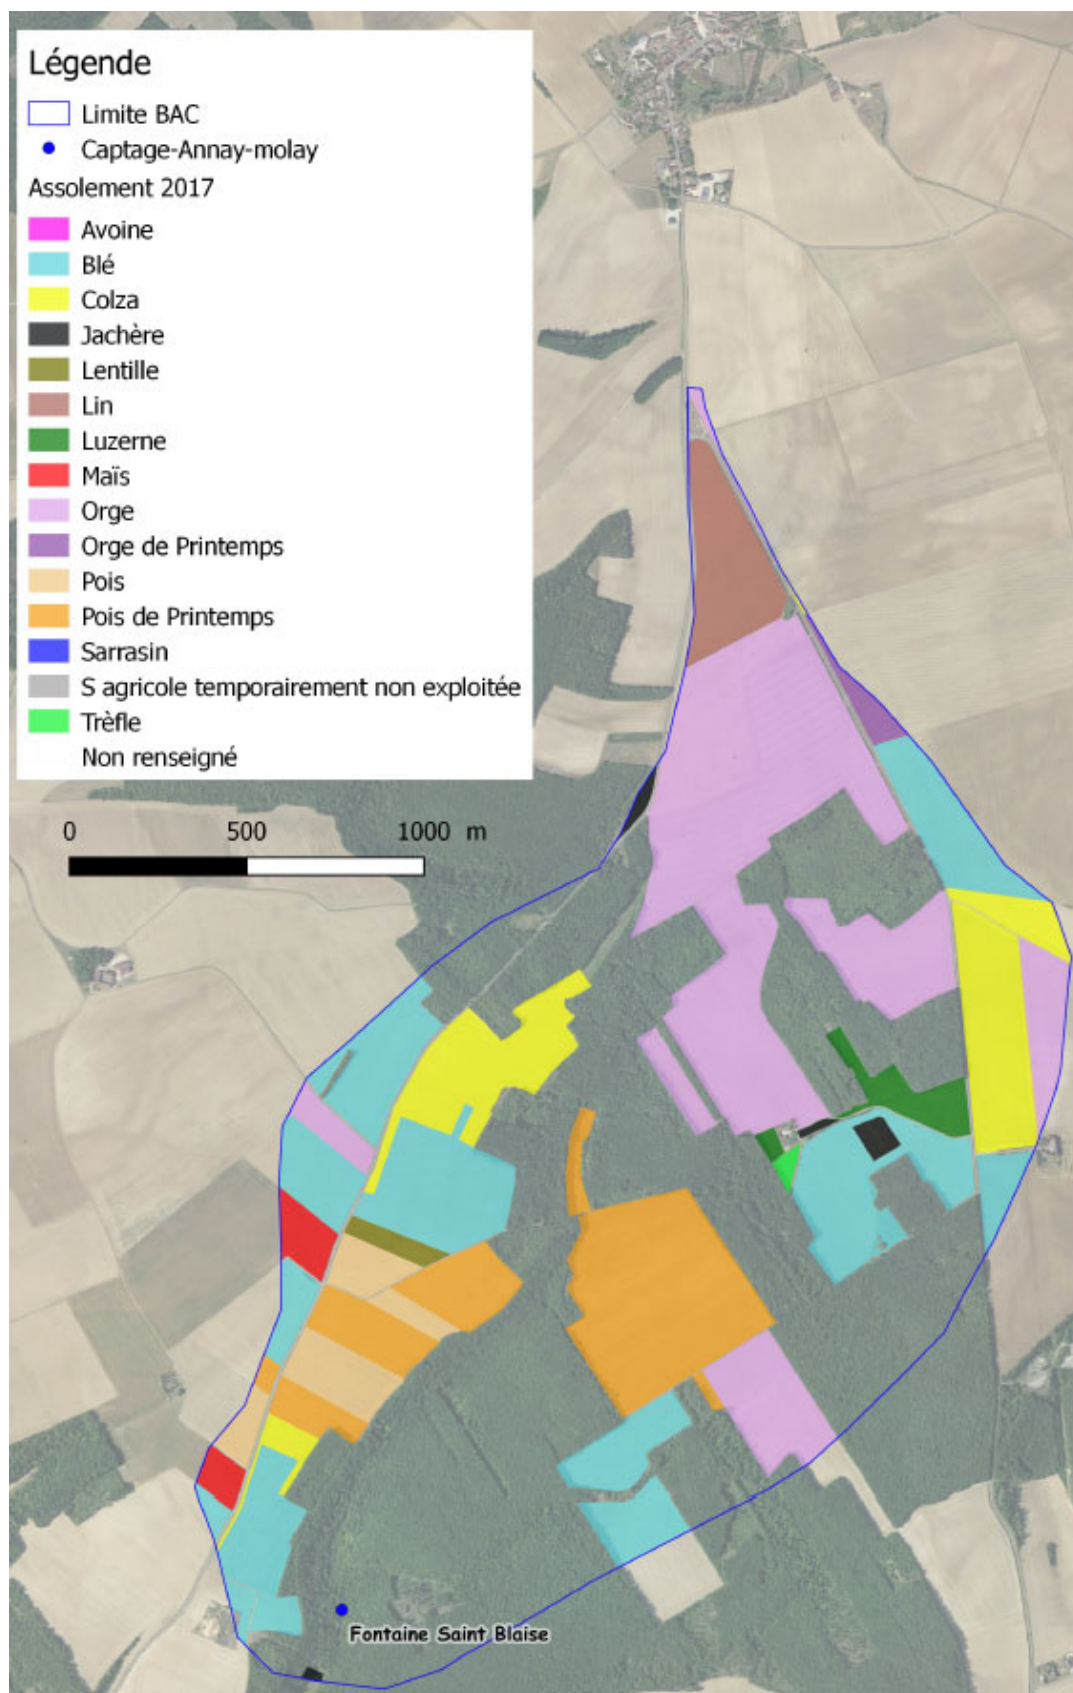 Légende
Limite BAC
Captage-Annay-molay
Assolement 2017
Avoine
Blé
Colza
Jachère
Lentille
Lin
Luzerne
Maïs
Orge
Orge de Printemps
Pois
Pois de Printemps
Sarrasin
S agricole temporairement non exploitée
Trèfle
Non renseigné
0 500 1000 m
Fontaine Saint Blaise